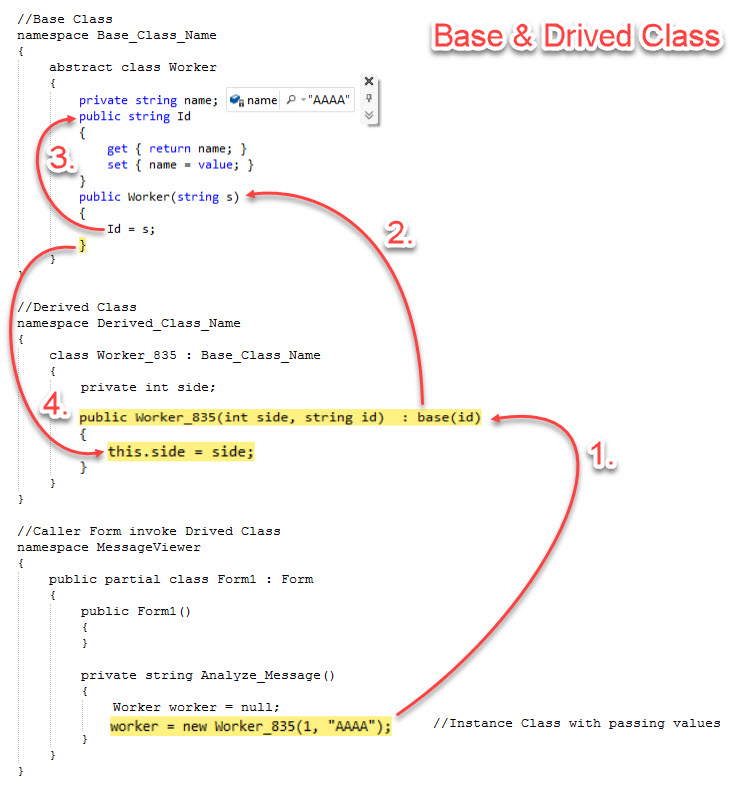 //Base Class
Base & Drived Class
namespace Base_Class_Name
{
abstract class Worker
{
private string name; name "AAAA"
public string Id
{
get { return name; }
set { name = value; }
}
public Worker(string s)
{
Id = s;
}
}
}
3.
2.
//Derived Class
namespace Derived_Class_Name
{
class Worker_835 : Base_Class_Name
{
private int side;
4.
public Worker_835(int side, string id) : base(id)
{
this.side = side;
}
}
}
1.
//Caller Form invoke Drived Class
namespace MessageViewer
{
public partial class Form1 : Form
{
public Form1()
{
}
private string Analyze_Message()
{
Worker worker = null;
worker = new Worker_835(1, "AAAA"); //Instance Class with passing values
}
}
}